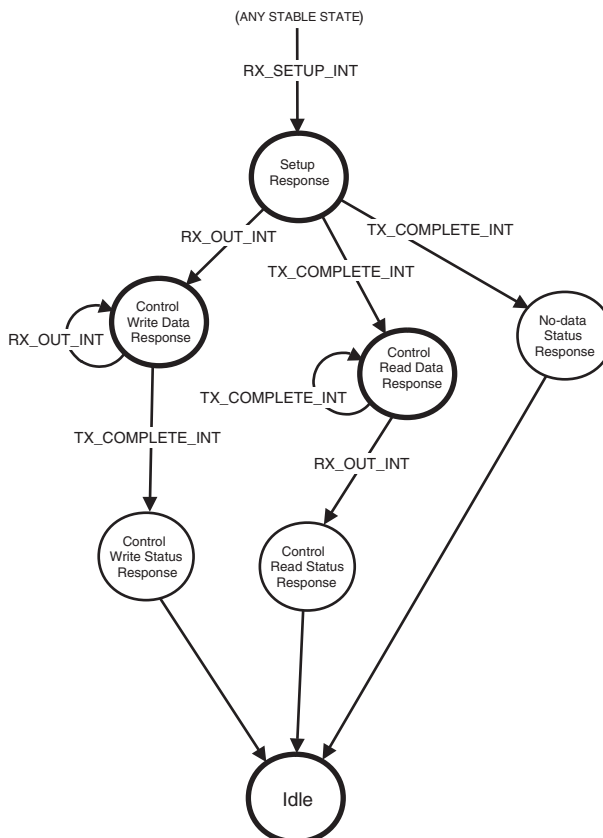 (ANY STABLE STATE)
RX_SETUP_INT
Setup
Response
RX_OUT_INT
TX_COMPLETE_INT
TX_COMPLETE_INT
Control
Write Data
Response
RX_OUT_INT
No-data
Status
Response
Control
Read Data
Response
TX_COMPLETE_INT
TX_COMPLETE_INT
RX_OUT_INT
Control
Write Status
Response
Control
Read Status
Response
Idle